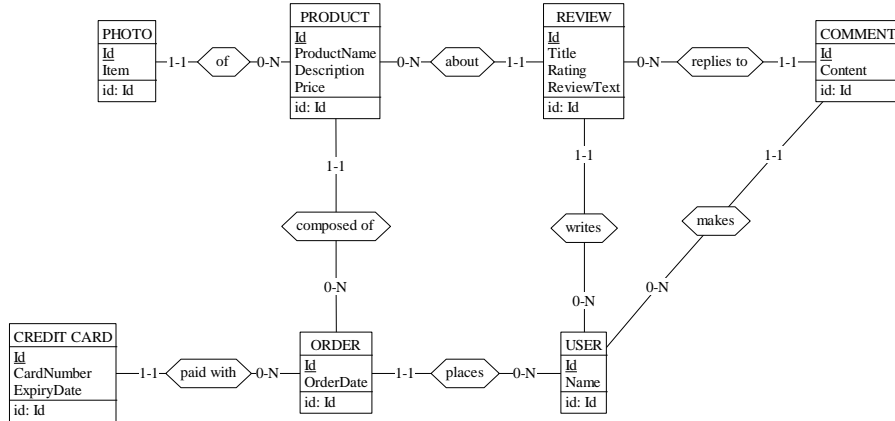 PHOTO
Id
Item
id: Id
1-1
of
0-N
PRODUCT
Id
ProductName
Description
Price
id: Id
0-N
about
1-1
REVIEW
Id
Title
Rating
ReviewText
id: Id
0-N
replies to
1-1
COMMENT
Id
Content
id: Id
1-1
composed of
0-N
1-1
writes
0-N
1-1
makes
0-N
CREDIT CARD
Id
CardNumber
ExpiryDate
id: Id
1-1
paid with
0-N
ORDER
Id
OrderDate
id: Id
1-1
places
0-N
USER
Id
Name
id: Id